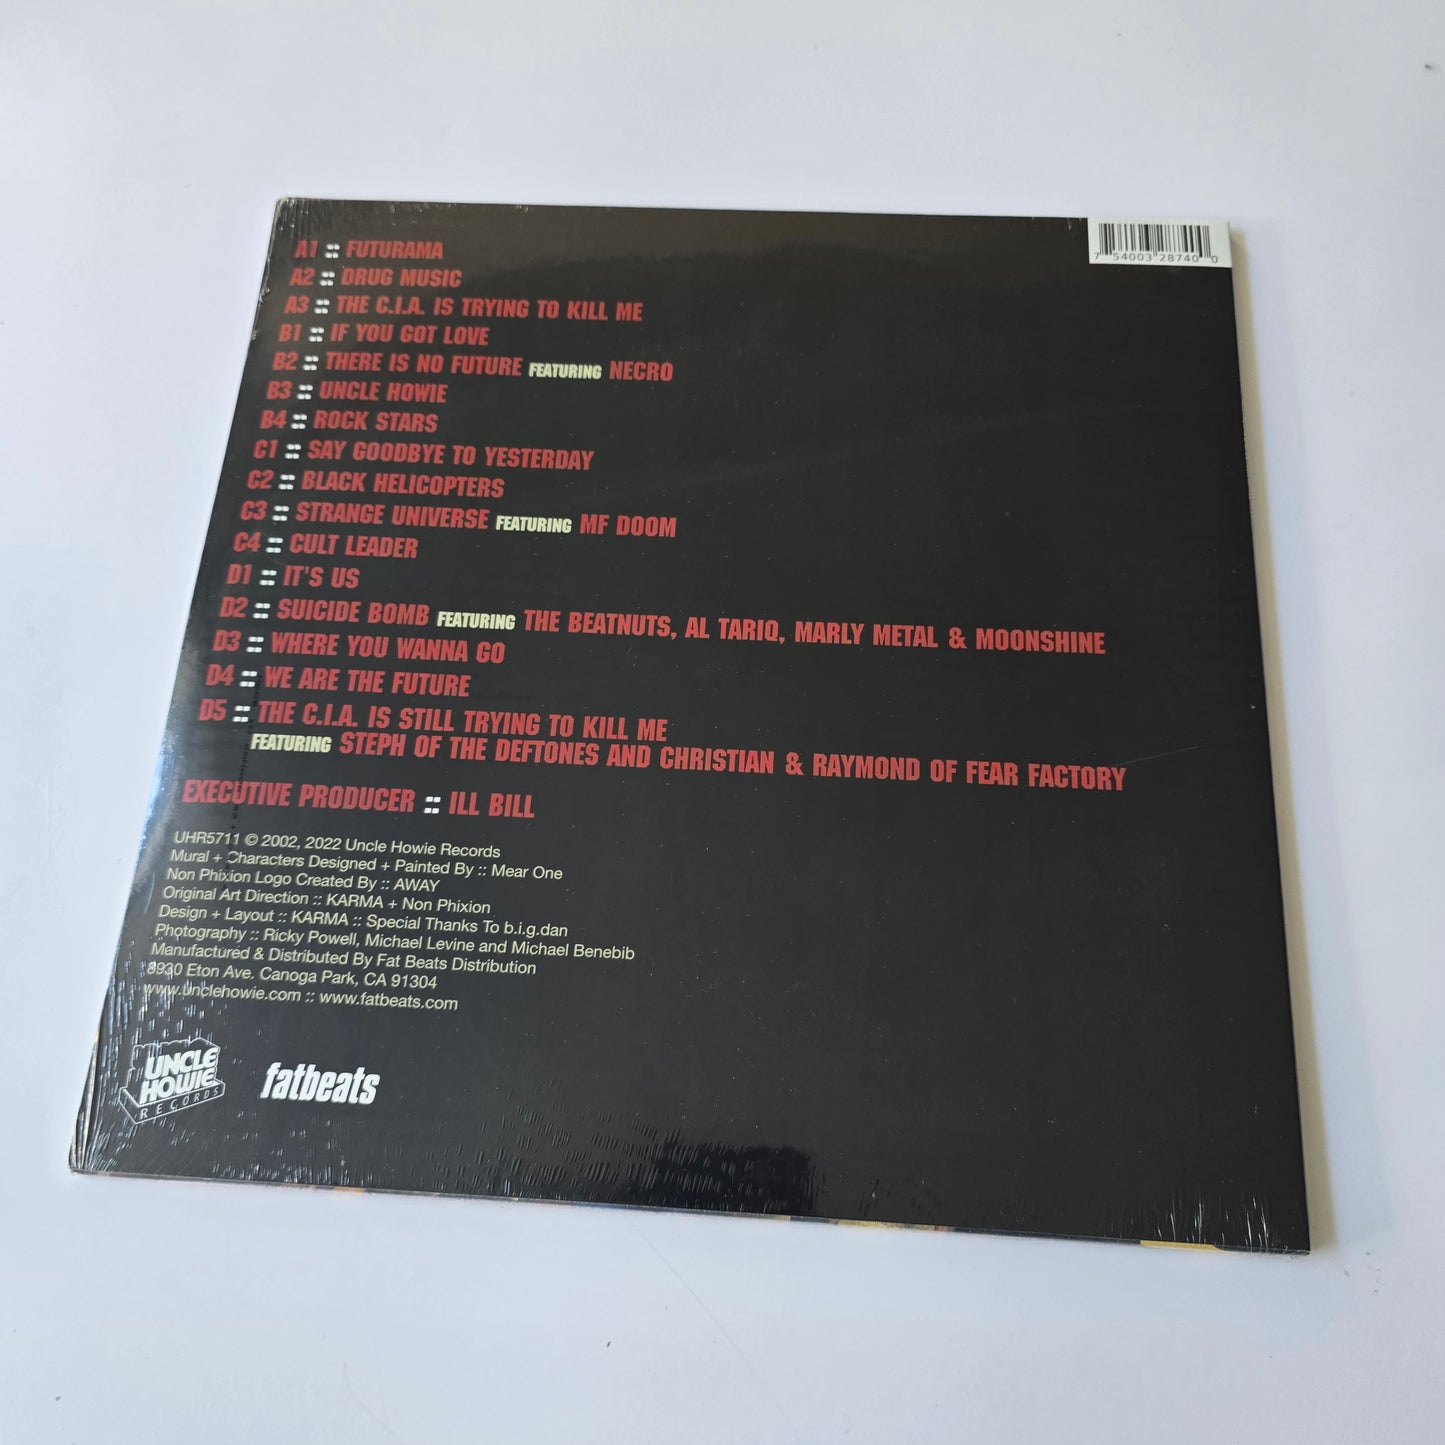 A1 :: FUTURAMA
A2 :: DRUG MUSIC
A3 :: THE C.I.A. IS TRYING TO KILL ME
B1 :: IF YOU GOT LOVE
B2 :: THERE IS NO FUTURE FEATURING NECRO
B3 :: UNCLE HOWIE
B4 :: ROCK STARS
C1 :: SAY GOODBYE TO YESTERDAY
C2 :: BLACK HELICOPTERS
C3 :: STRANGE UNIVERSE FEATURING MF DOOM
C4 :: CULT LEADER
D1 :: IT'S US
D2 :: SUICIDE BOMB FEATURING THE BEATNUTS, AL TARIQ, MARLY METAL & MOONSHINE
D3 :: WHERE YOU WANNA GO
D4 :: WE ARE THE FUTURE
D5 :: THE C.I.A. IS STILL TRYING TO KILL ME
FEATURING STEPH OF THE DEFTONES AND CHRISTIAN & RAYMOND OF FEAR FACTORY
EXECUTIVE PRODUCER :: ILL BILL
UHR5711 © 2002, 2022 Uncle Howie Records
Mural + Characters Designed + Painted By :: Mear One
Non Phixion Logo Created By :: AWAY
Original Art Direction :: KARMA + Non Phixion
Design + Layout :: KARMA :: Special Thanks To b.i.g.dan
Photography :: Ricky Powell, Michael Levine and Michael Benebib
Manufactured & Distributed By Fat Beats Distribution
8930 Eton Ave. Canoga Park, CA 91304
www.unclehowie.com :: www.fatbeats.com
UNCLE
HOWIE
RECORDS
fatbeats
7 54003 28740 0